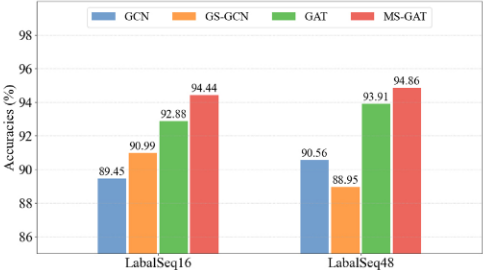 GCN GS-GCN GAT MS-GAT
Accuracies (%)
98
96
94
92
90
88
86
89.45 90.99 92.88 94.44
90.56 88.95 93.91 94.86
LabalSeq16 LabalSeq48